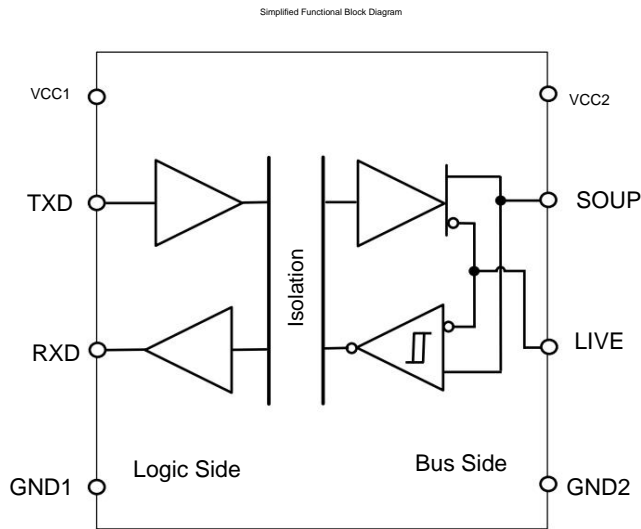 Simplified Functional Block Diagram
VCC1
VCC2
TXD
SOUP
Isolation
RXD
LIVE
Logic Side
Bus Side
GND1
GND2